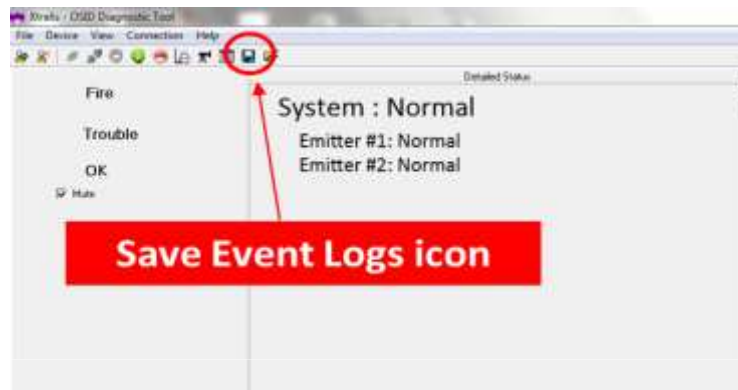 Xtralis - OSID Diagnostic Tool
File Device View Connection Help
Detailed Status
Fire
System : Normal
Trouble
Emitter #1: Normal
OK
Emitter #2: Normal
Mute
Save Event Logs icon